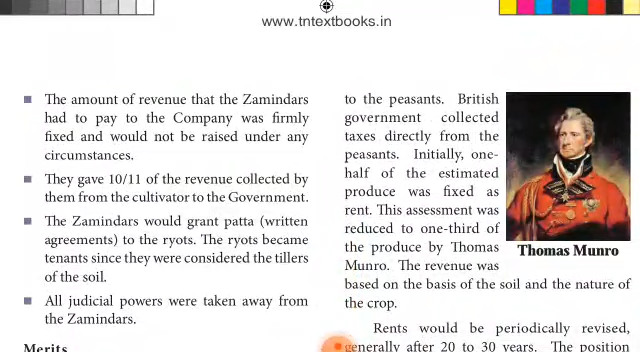 www.tntextbooks.in
■ The amount of revenue that the Zamindars
had to pay to the Company was firmly
fixed and would not be raised under any
circumstances.
■ They gave 10/11 of the revenue collected by
them from the cultivator to the Government.
■ The Zamindars would grant patta (written
agreements) to the ryots. The ryots became
tenants since they were considered the tillers
of the soil.
■ All judicial powers were taken away from
the Zamindars.
Merits
to the peasants. British
government collected
taxes directly from the
peasants. Initially, one-
half of the estimated
produce was fixed as
rent. This assessment was
reduced to one-third of
the produce by Thomas
Munro. The revenue was
based on the basis of the soil and the nature of
the crop.
Thomas Munro
Rents would be periodically revised,
generally after 20 to 30 years. The position